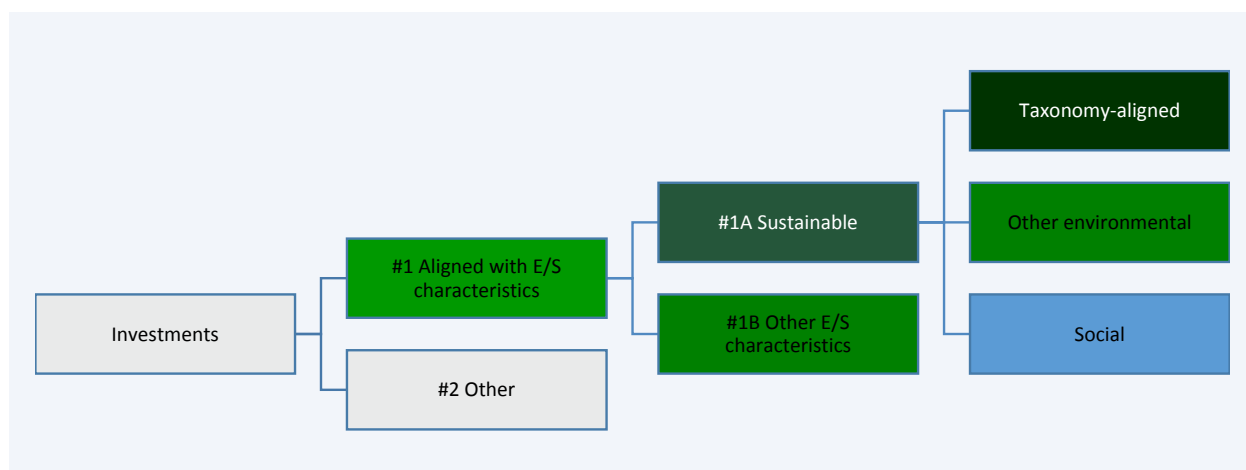 Investments
#1 Aligned with E/S
characteristics
#2 Other
#1A Sustainable
#1B Other E/S
characteristics
Taxonomy-aligned
Other environmental
Social